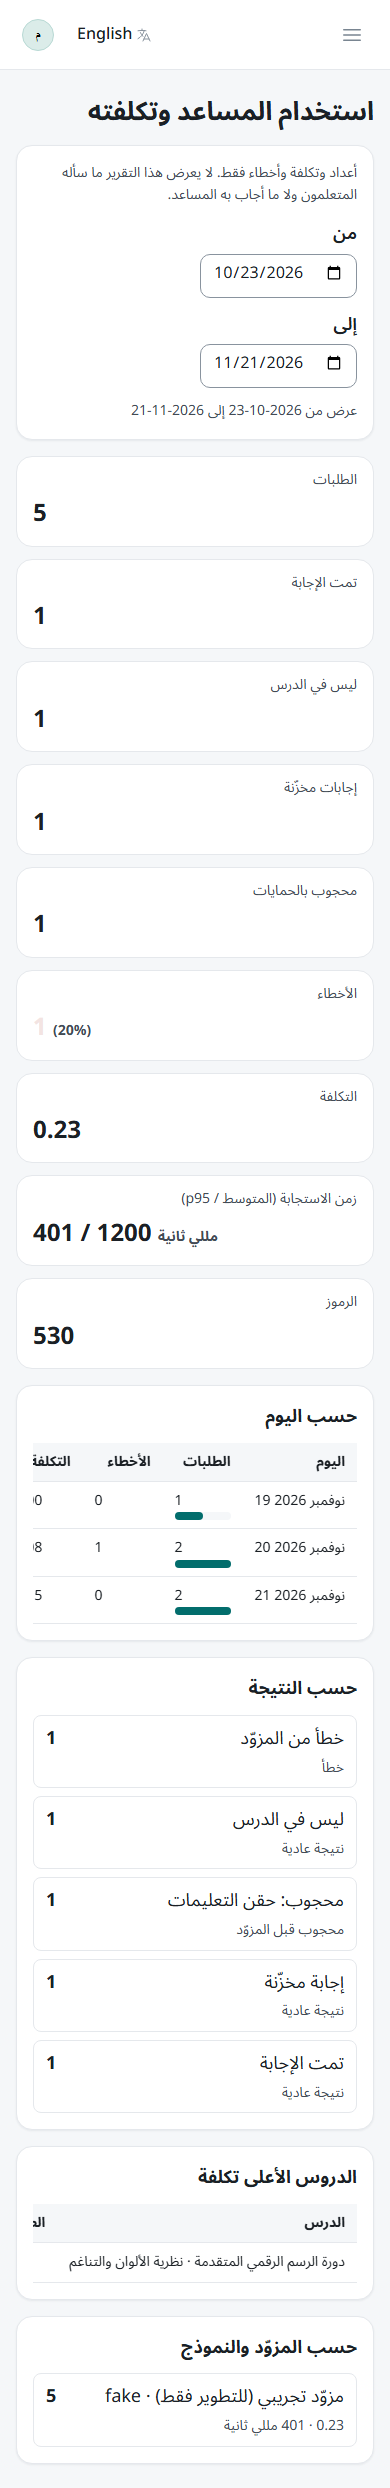 م
English
استخدام المساعد وتكلفته
أعداد وتكلفة وأخطاء فقط. لا يعرض هذا التقرير ما سأله
المتعلمون ولا ما أجاب به المساعد.
من
10/23/2026
إلى
11/21/2026
عرض من 2026-10-23 إلى 2026-11-21
الطلبات
5
تمت الإجابة
1
ليس في الدرس
1
إجابات مخزّنة
1
محجوب بالحمايات
1
الأخطاء
1 (20%)
التكلفة
0.23
زمن الاستجابة (المتوسط / p95)
401 / 1200 مللي ثانية
الرموز
530
حسب اليوم
اليوم الطلبات الأخطاء التكلفة
19 نوفمبر 2026 1 0
20 نوفمبر 2026 2 1
21 نوفمبر 2026 2 0
حسب النتيجة
خطأ من المزوّد 1
خطأ
ليس في الدرس 1
نتيجة عادية
محجوب: حقن التعليمات 1
محجوب قبل المزوّد
إجابة مخزّنة 1
نتيجة عادية
تمت الإجابة 1
نتيجة عادية
الدروس الأعلى تكلفة
الدرس
دورة الرسم الرقمي المتقدمة · نظرية الألوان والتناغم
حسب المزوّد والنموذج
مزوّد تجريبي (للتطوير فقط) · fake 5
0.23 · 401 مللي ثانية